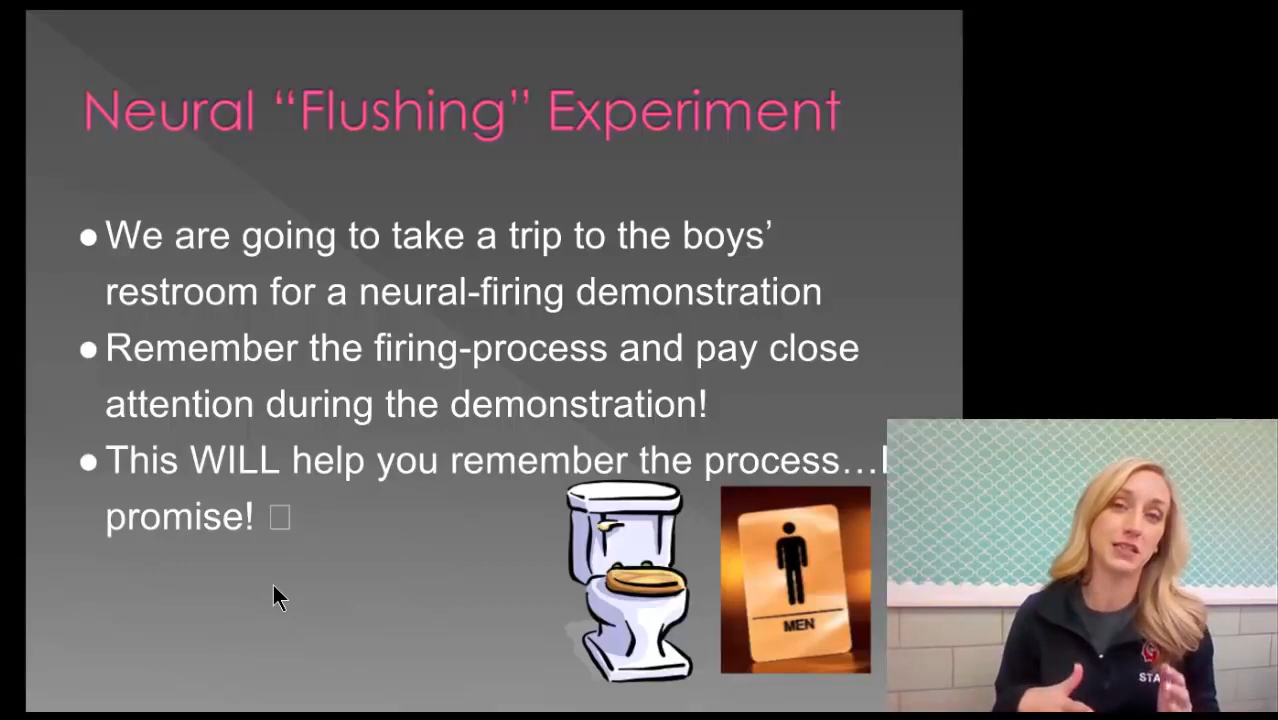 Neural “Flushing” Experiment
●We are going to take a trip to the boys’
restroom for a neural-firing demonstration
●Remember the firing-process and pay close
attention during the demonstration!
●This WILL help you remember the process…I
promise! 
MEN
STA